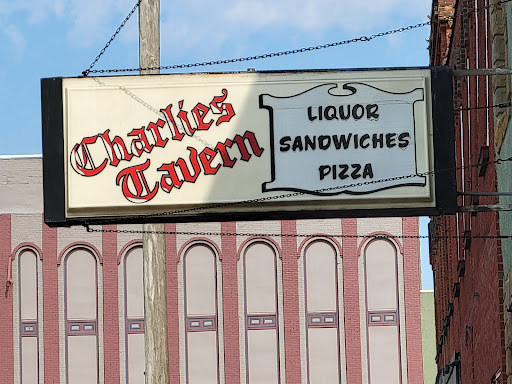 Charlies
Tavern
LIQUOR
SANDWICHES
PIZZA